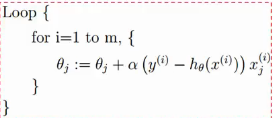 Loop {
for i=1 to m, {
θ_j := θ_j + α (y^{(i)} − h_θ(x^{(i)})) x_j^{(i)}
}
}